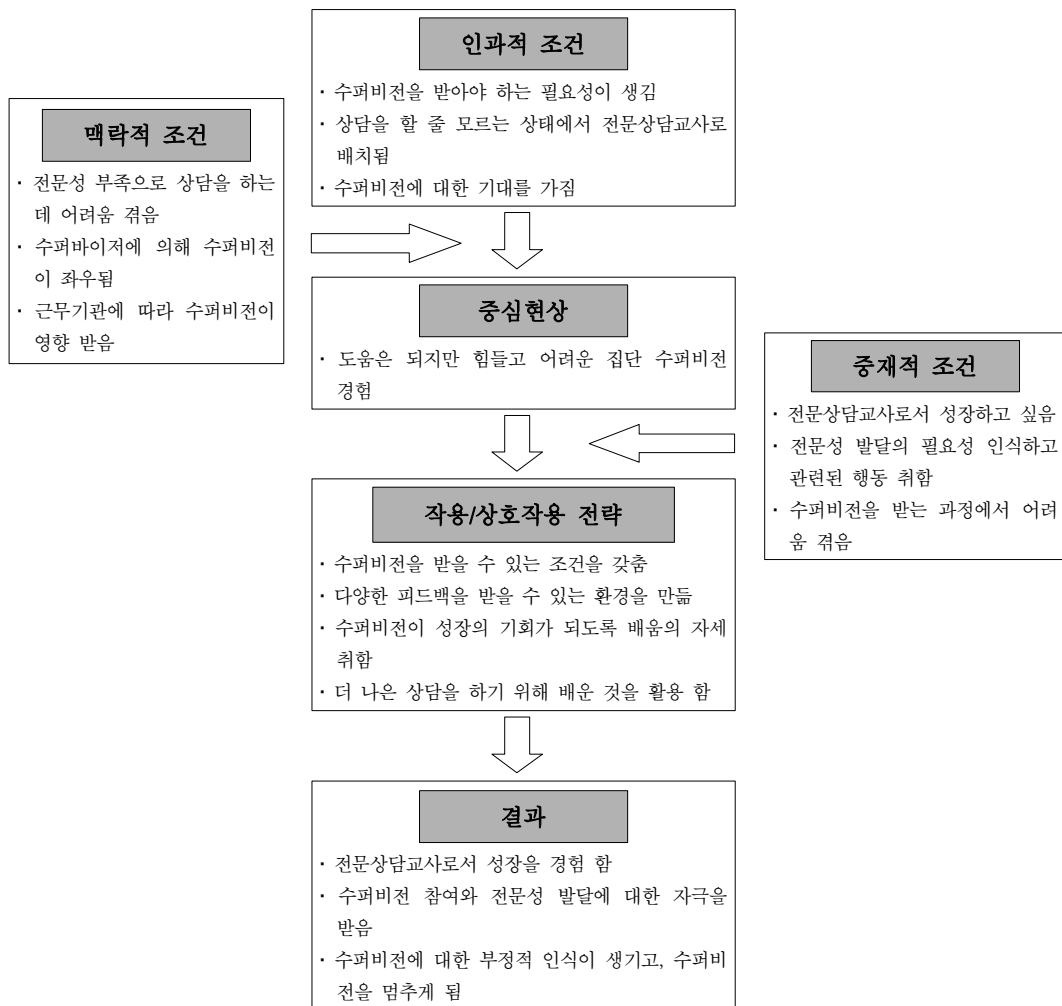 인과적 조건
· 수퍼비전을 받아야 하는 필요성이 생김
· 상담을 할 줄 모르는 상태에서 전문상담교사로
배치됨
· 수퍼비전에 대한 기대를 가짐
맥락적 조건
· 전문성 부족으로 상담을 하는
데 어려움 겪음
· 수퍼바이저에 의해 수퍼비전
이 좌우됨
· 근무기관에 따라 수퍼비전이
영향 받음
중심현상
· 도움은 되지만 힘들고 어려운 집단 수퍼비전
경험
중재적 조건
· 전문상담교사로서 성장하고 싶음
· 전문성 발달의 필요성 인식하고
관련된 행동 취함
· 수퍼비전을 받는 과정에서 어려
움 겪음
작용/상호작용 전략
· 수퍼비전을 받을 수 있는 조건을 갖춤
· 다양한 피드백을 받을 수 있는 환경을 만듦
· 수퍼비전이 성장의 기회가 되도록 배움의 자세
취함
· 더 나은 상담을 하기 위해 배운 것을 활용 함
결과
· 전문상담교사로서 성장을 경험 함
· 수퍼비전 참여와 전문성 발달에 대한 자극을
받음
· 수퍼비전에 대한 부정적 인식이 생기고, 수퍼비
전을 멈추게 됨